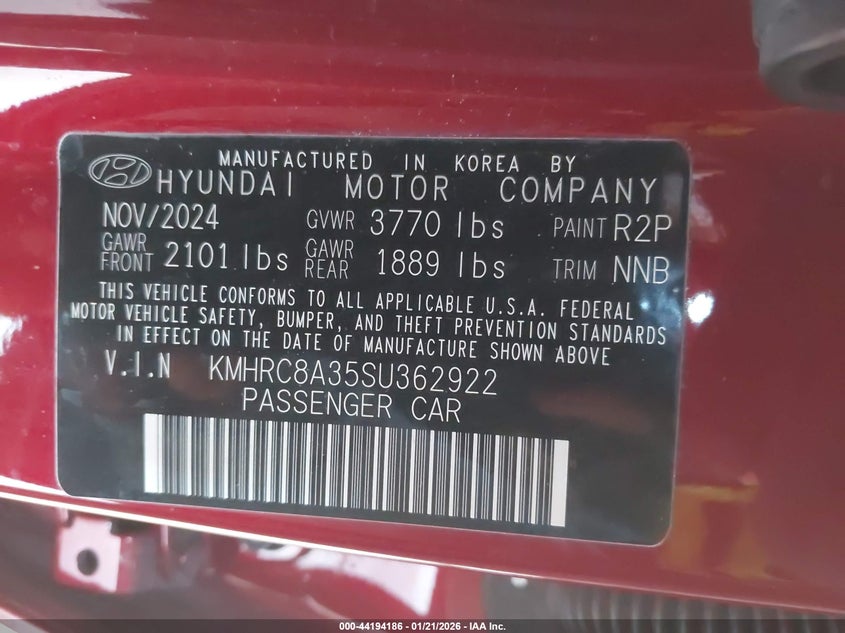 MANUFACTURED IN KOREA BY
HYUNDAI MOTOR COMPANY
NOV/2024 GVWR 3770 lbs PAINT R2P
GAWR FRONT 2101 lbs GAWR REAR 1889 lbs TRIM NNB
THIS VEHICLE CONFORMS TO ALL APPLICABLE U.S.A. FEDERAL
MOTOR VEHICLE SAFETY, BUMPER, AND THEFT PREVENTION STANDARDS
IN EFFECT ON THE DATE OF MANUFACTURE SHOWN ABOVE
V.I.N KMHRC8A35SU362922
PASSENGER CAR
000-44194186 - 01/21/2026 - IAA Inc.